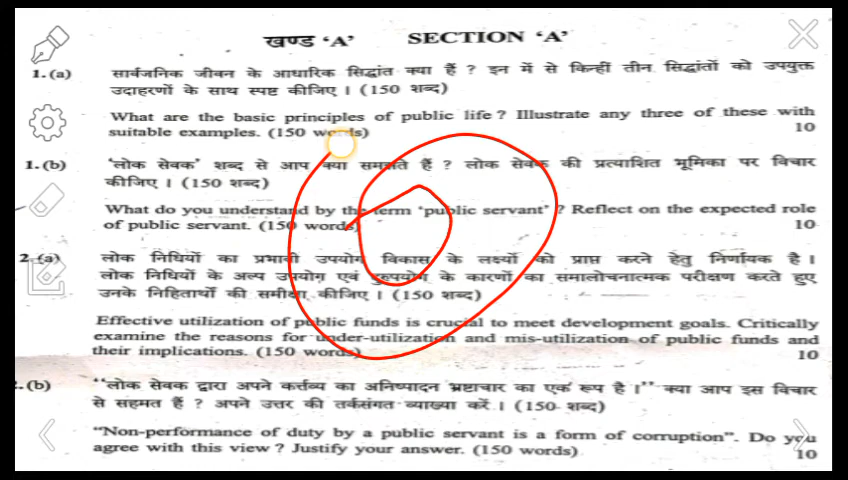 खण्ड 'A' SECTION 'A'
1.(a) सार्वजनिक जीवन के आधारिक सिद्धांत क्या हैं ? इन में से किन्हीं तीन सिद्धांतों को उपयुक्त
उदाहरणों के साथ स्पष्ट कीजिए । (150 शब्द)
What are the basic principles of public life ? Illustrate any three of these with
suitable examples. (150 words) 10
1.(b) 'लोक सेवक' शब्द से आप क्या समझते हैं ? लोक सेवक की प्रत्याशित भूमिका पर विचार
कीजिए । (150 शब्द)
What do you understand by the term 'public servant' ? Reflect on the expected role
of public servant. (150 words) 10
2.(a) लोक निधियों का प्रभावी उपयोग विकास के लक्ष्यों को प्राप्त करने हेतु निर्णायक है ।
लोक निधियों के अल्प उपयोग एवं दुरुपयोग के कारणों का समालोचनात्मक परीक्षण करते हुए
उनके निहितार्थों की समीक्षा कीजिए । (150 शब्द)
Effective utilization of public funds is crucial to meet development goals. Critically
examine the reasons for under-utilization and mis-utilization of public funds and
their implications. (150 words) 10
2.(b) "लोक सेवक द्वारा अपने कर्त्तव्य का अनिष्पादन भ्रष्टाचार का एक रूप है ।" क्या आप इस विचार
से सहमत हैं ? अपने उत्तर की तर्कसंगत व्याख्या करें । (150 शब्द)
"Non-performance of duty by a public servant is a form of corruption". Do you
agree with this view ? Justify your answer. (150 words) 10